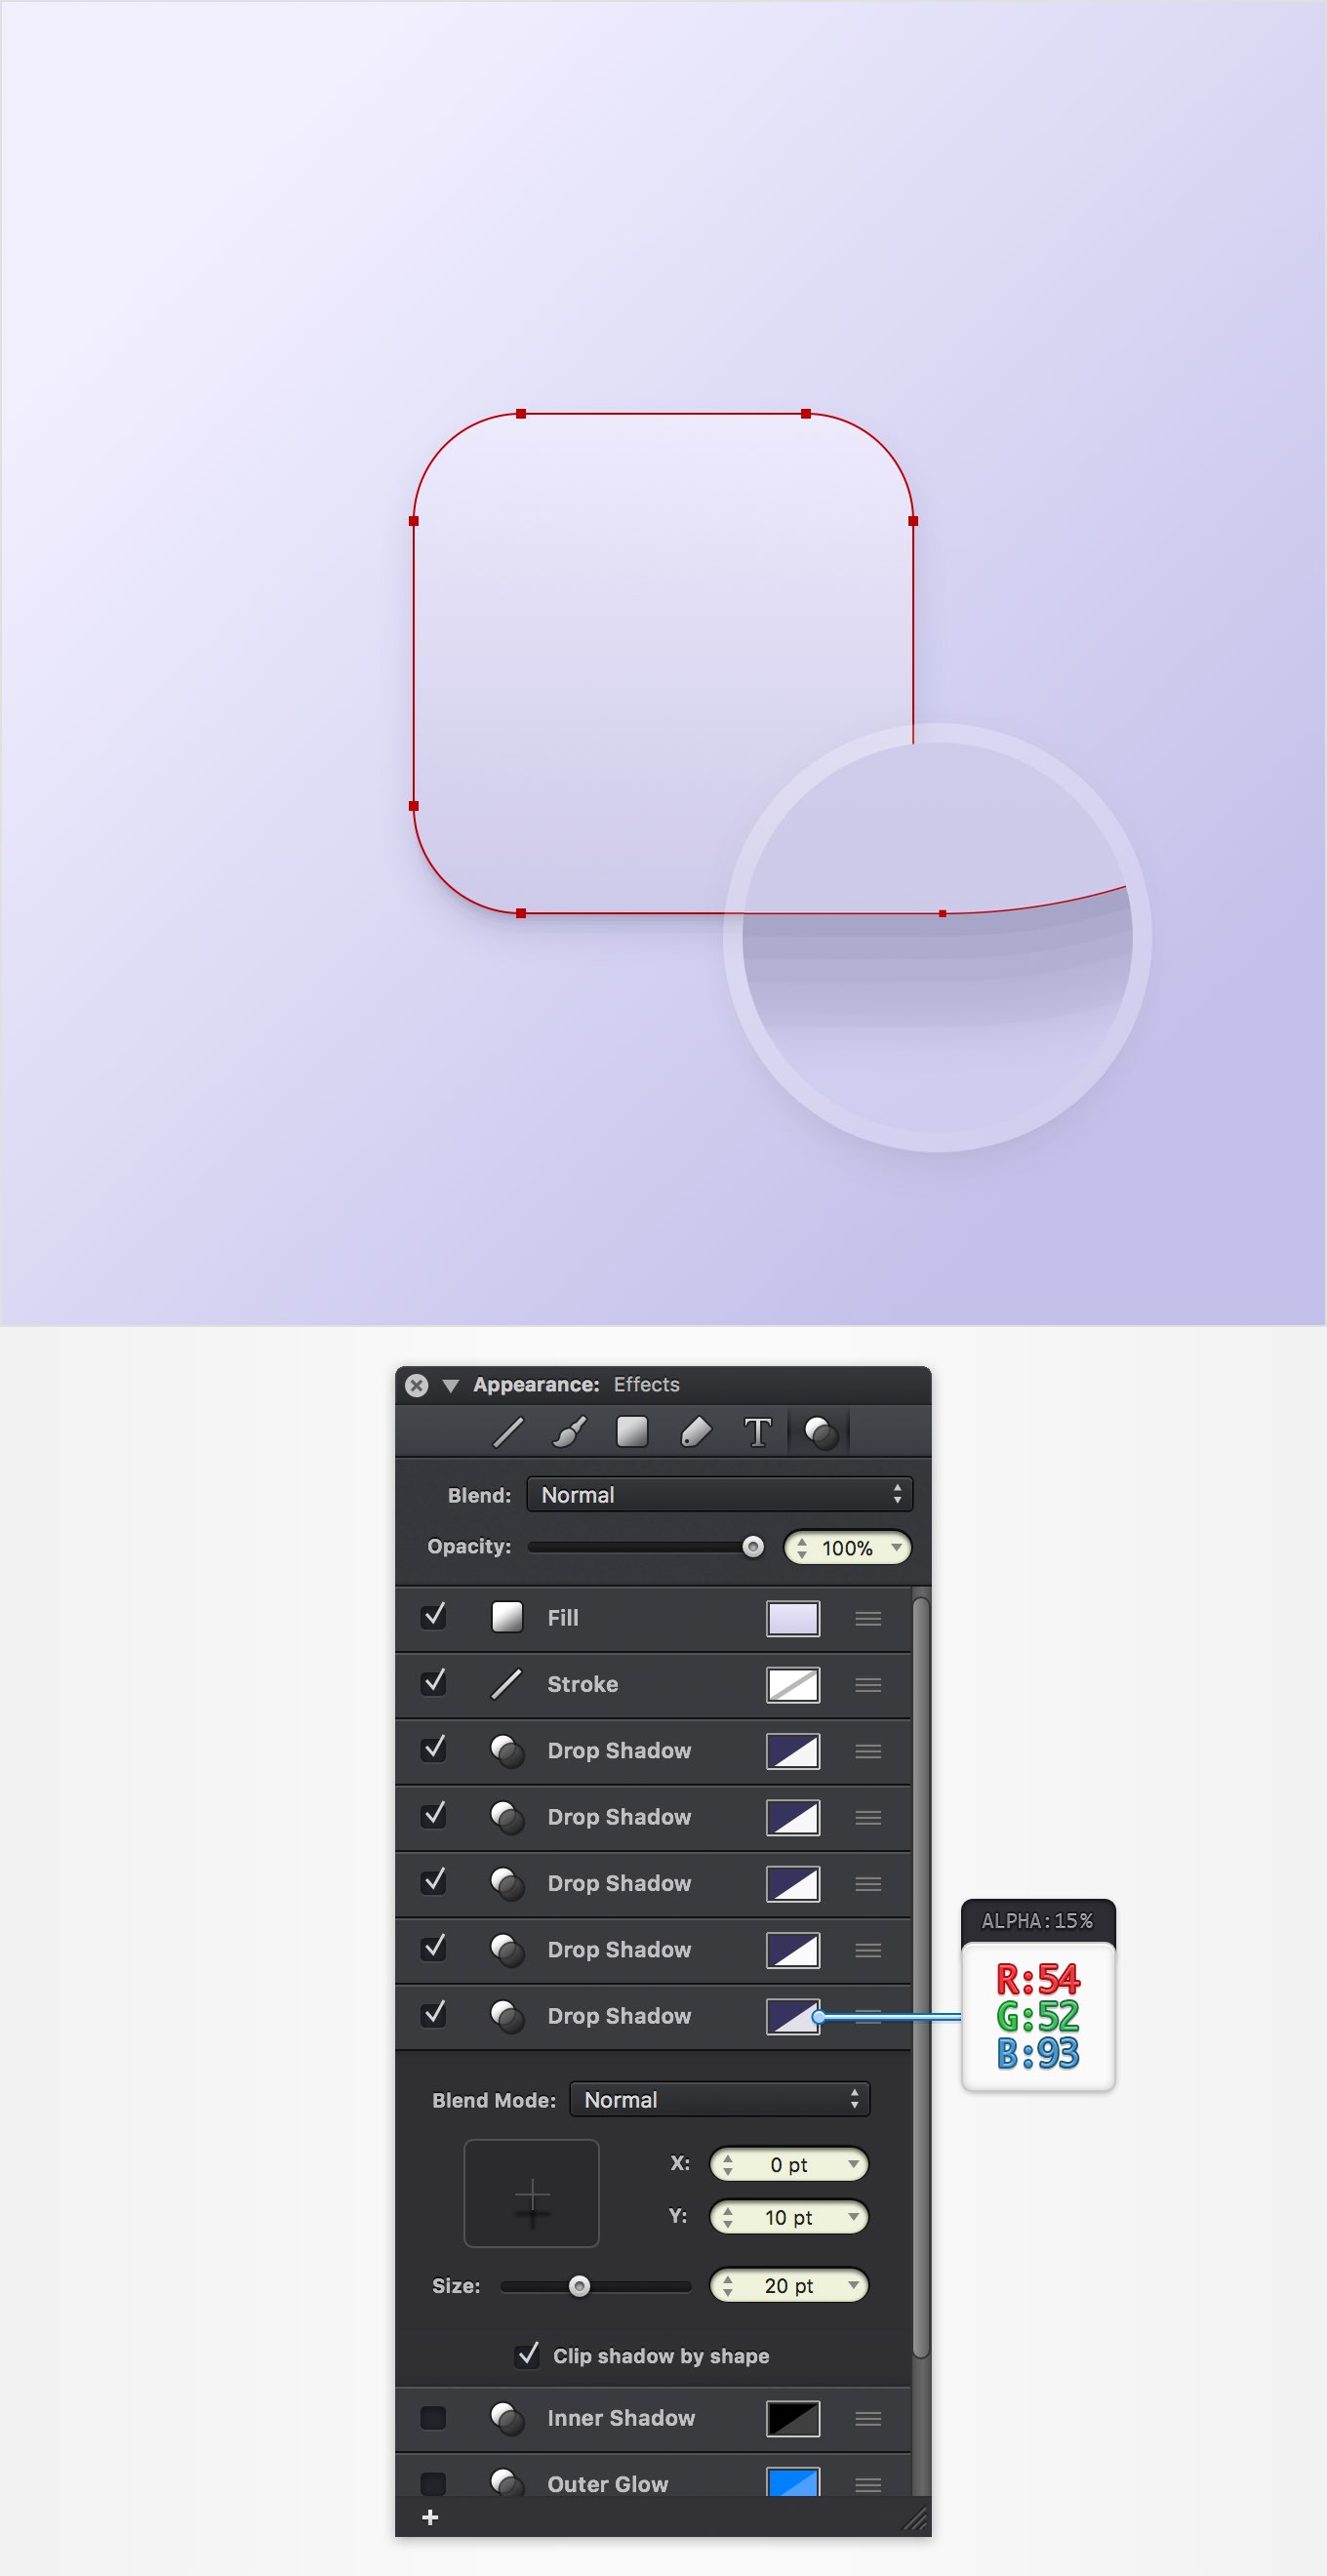 Appearance: Effects
T
Blend: Normal
Opacity: 100%
Fill
Stroke
Drop Shadow
Drop Shadow
Drop Shadow
Drop Shadow
Drop Shadow
ALPHA:15%
R:54
G:52
B:93
Blend Mode: Normal
X: 0 pt
Y: 10 pt
Size: 20 pt
Clip shadow by shape
Inner Shadow
Outer Glow